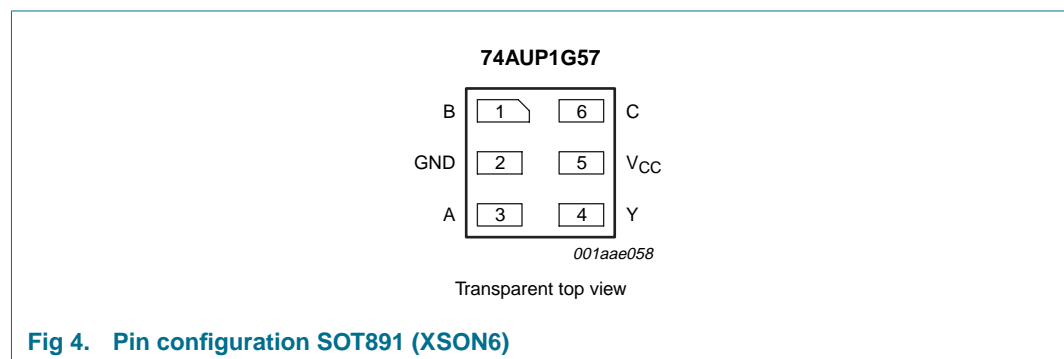 74AUP1G57
B 1 6 C
GND 2 5 VCC
A 3 4 Y
001aae058
Transparent top view
Fig 4. Pin configuration SOT891 (XSON6)